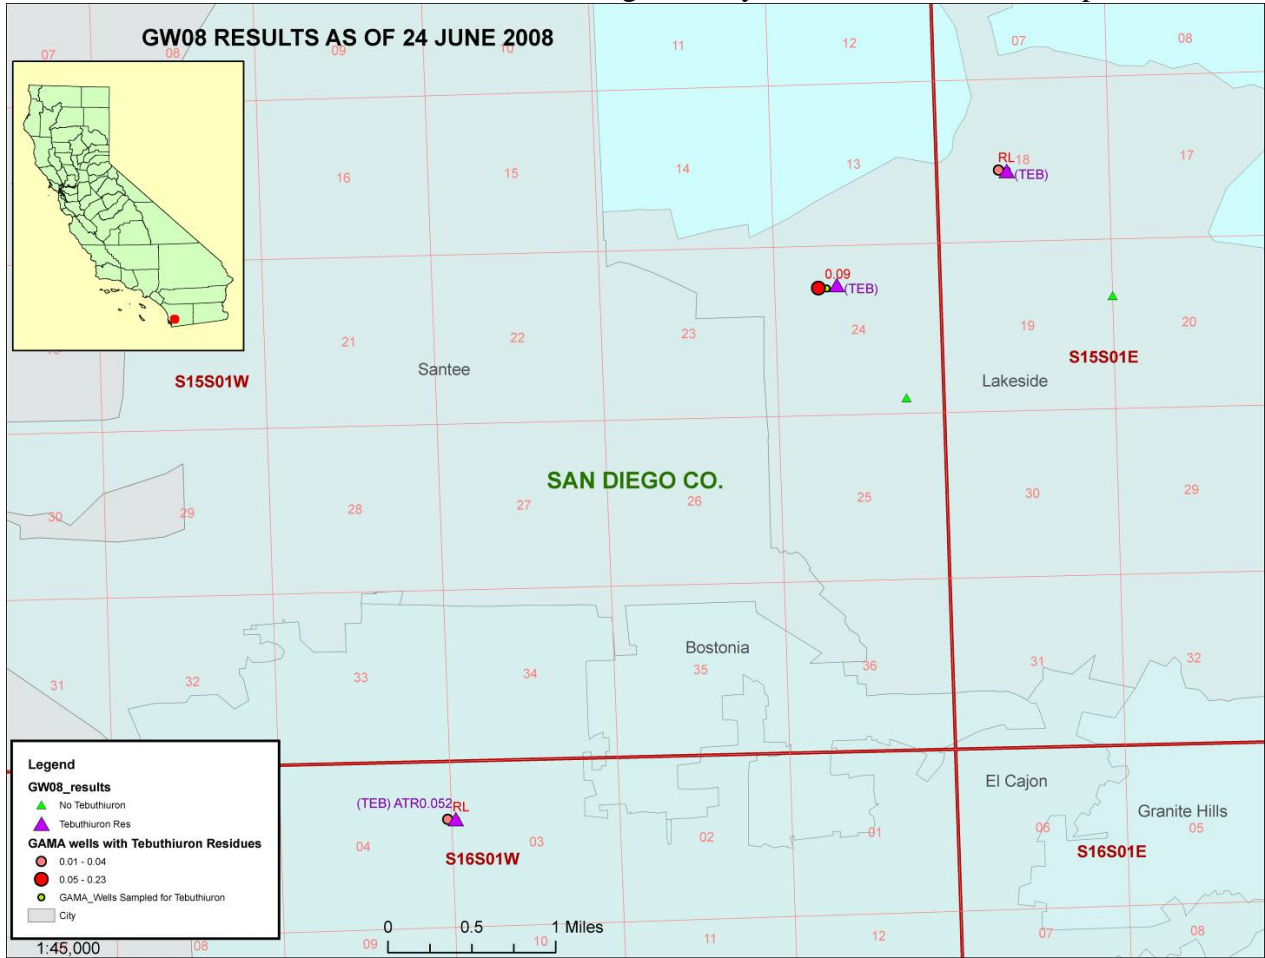 GW08 RESULTS AS OF 24 JUNE 2008
07
08
09
10
11
12
07
08
16
15
14
13
RL
18
(TEB)
17
0.09
(TEB)
21
22
23
24
19
20
S15S01W
Santee
S15S01E
Lakeside
SAN DIEGO CO.
30
29
28
27
26
25
30
29
Bostonia
31
32
33
34
35
36
31
32
(TEB) ATR0.052
RL
04
03
02
01
06
05
S16S01W
El Cajon
Granite Hills
S16S01E
Legend
GW08_results
No Tebuthiuron
Tebuthiuron Res
GAMA wells with Tebuthiuron Residues
0.01 - 0.04
0.05 - 0.23
GAMA_Wells Sampled for Tebuthiuron
City
1:45,000
08
09
10
11
12
07
08
0
0.5
1 Miles